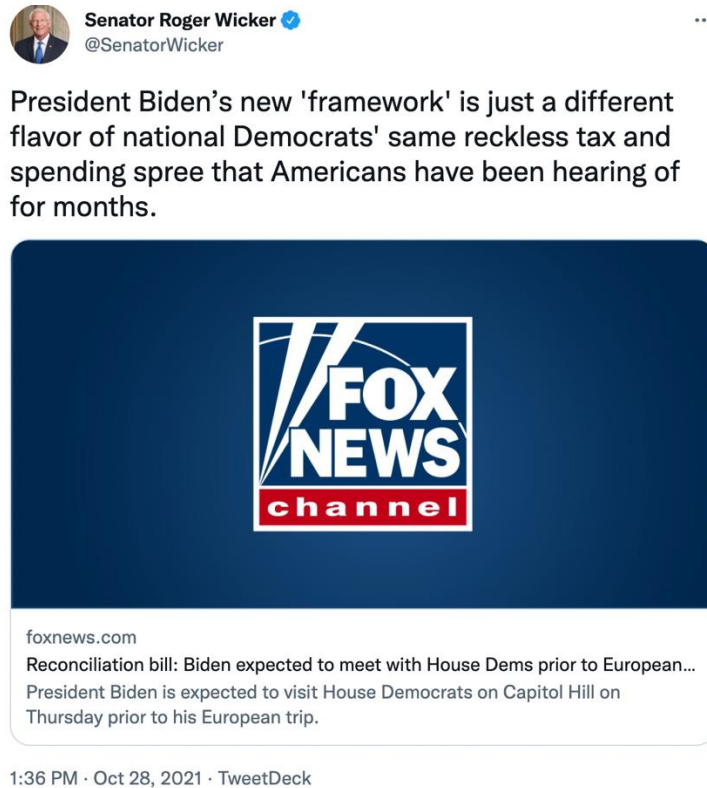 Senator Roger Wicker
@SenatorWicker
President Biden’s new 'framework' is just a different
flavor of national Democrats' same reckless tax and
spending spree that Americans have been hearing of
for months.
FOX
NEWS
channel
foxnews.com
Reconciliation bill: Biden expected to meet with House Dems prior to European...
President Biden is expected to visit House Democrats on Capitol Hill on
Thursday prior to his European trip.
1:36 PM · Oct 28, 2021 · TweetDeck